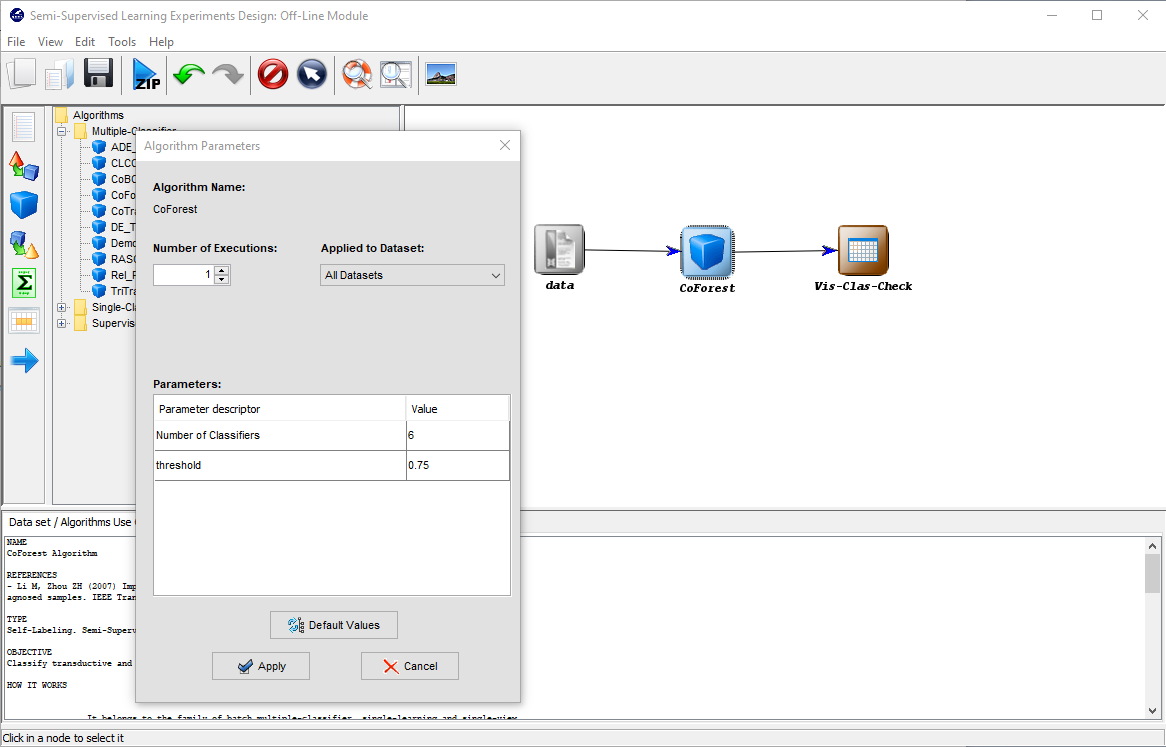 Semi-Supervised Learning Experiments Design: Off-Line Module
File View Edit Tools Help
ZIP
Algorithms
Multiple-Classifier
ADE_
CLCC
CoBC
CoFo
CoTra
DE_T
Demo
RASC
Rel_R
TriTra
Single-Cla
Supervis
Algorithm Parameters
Algorithm Name:
CoForest
Number of Executions:
Applied to Dataset:
1
All Datasets
Parameters:
Parameter descriptor Value
Number of Classifiers 6
threshold 0.75
Default Values
Apply
Cancel
data
CoForest
Vis-Clas-Check
Data set / Algorithms Use
NAME
CoForest Algorithm
REFERENCES
- Li M, Zhou ZH (2007) Imp
agnosed samples. IEEE Tran
TYPE
Self-Labeling. Semi-Superv
OBJECTIVE
Classify transductive and
HOW IT WORKS
It belongs to the family of batch multiple-classifier, single-learning and single-view
Click in a node to select it